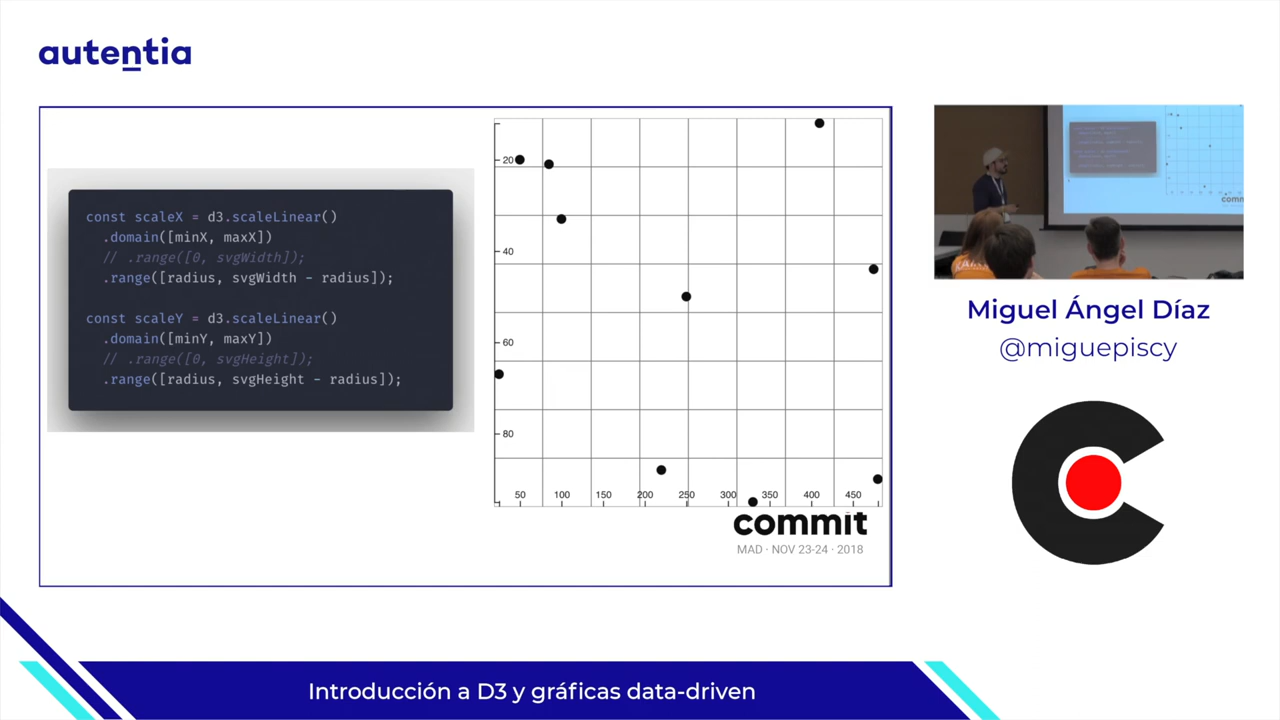 autentia
const scaleX = d3.scaleLinear()
.domain([minX, maxX])
// .range([0, svgWidth]);
.range([radius, svgWidth - radius]);
const scaleY = d3.scaleLinear()
.domain([minY, maxY])
// .range([0, svgHeight]);
.range([radius, svgHeight - radius]);
20
40
60
80
50 100 150 200 250 300 350 400 450
commit
MAD · NOV 23-24 · 2018
commit
Miguel Ángel Díaz
@miguepiscy
Introducción a D3 y gráficas data-driven